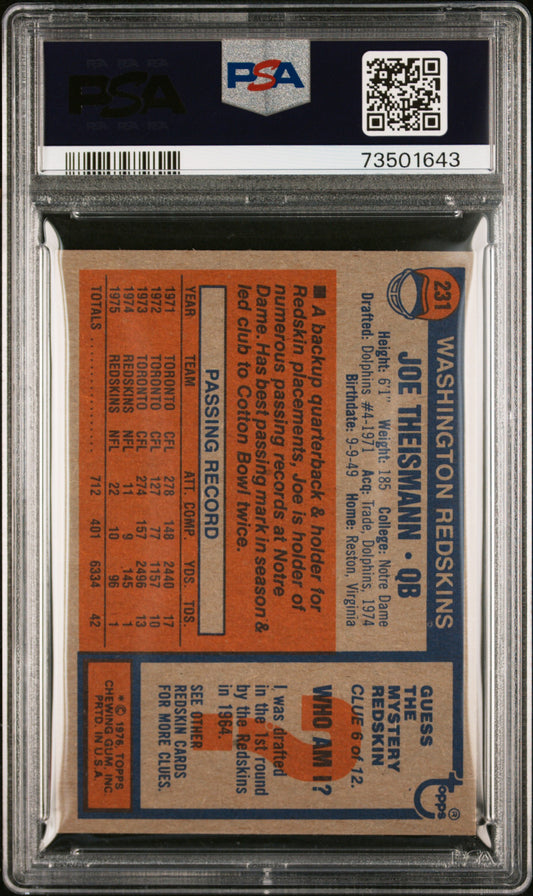 PSA
PSA
73501643
231
WASHINGTON REDSKINS
JOE THEISMANN • QB
Height: 6'1" Weight: 185 College: Notre Dame
Drafted: Dolphins #4-1971 Acq: Trade, Dolphins, 1974
Birthdate: 9-9-49 Home: Reston, Virginia
■ A backup quarterback & holder for
Redskin placements, Joe is holder of
numerous passing records at Notre
Dame. Has best passing mark in season &
led club to Cotton Bowl twice.
PASSING RECORD
YEAR TEAM ATT. COMP. YDS. TDS.
1971 TORONTO CFL 278 148 2440 17
1972 TORONTO CFL 127 77 1157 10
1973 TORONTO CFL 274 157 2496 13
1974 REDSKINS NFL 11 9 145 1
1975 REDSKINS NFL 22 10 96 1
TOTALS 712 401 6334 42
topps®
GUESS
THE
MYSTERY
REDSKIN
CLUE 6 of 12.
?
WHO AM I?
I was drafted
in the 1st round
by the Redskins
in 1964.
SEE OTHER
REDSKIN CARDS
FOR MORE CLUES.
* © 1976, TOPPS
CHEWING GUM, INC.
PRTD. IN U.S.A.